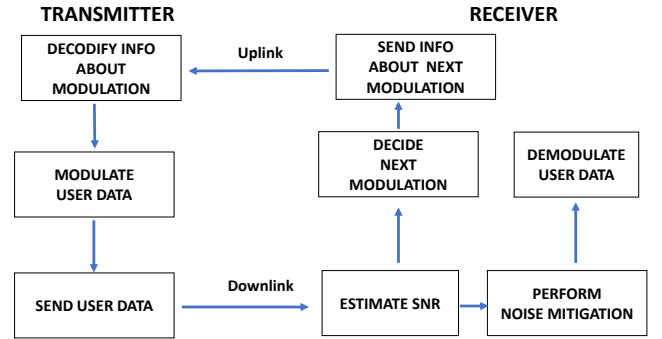 TRANSMITTER
RECEIVER
DECODIFY INFO
ABOUT
MODULATION
Uplink
SEND INFO
ABOUT NEXT
MODULATION
MODULATE
USER DATA
DECIDE
NEXT
MODULATION
DEMODULATE
USER DATA
SEND USER DATA
Downlink
ESTIMATE SNR
PERFORM
NOISE MITIGATION